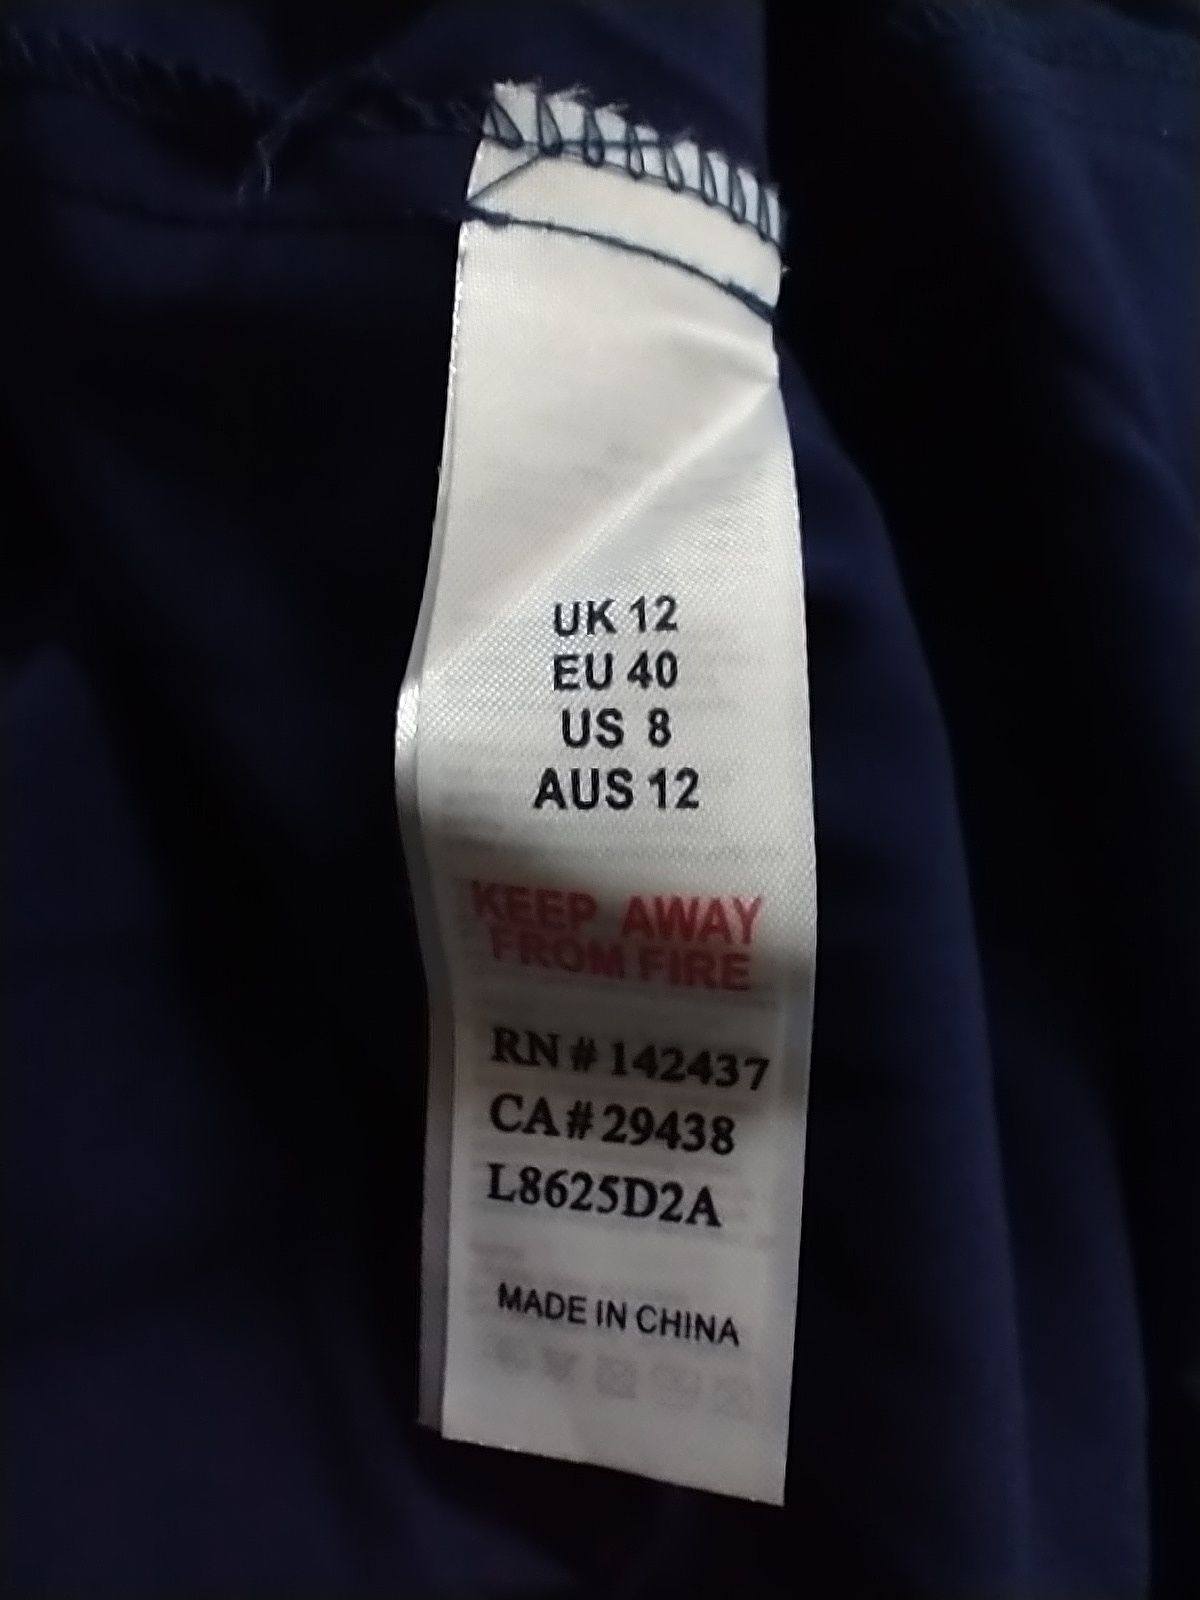 UK 12
EU 40
US 8
AUS 12
KEEP AWAY
FROM FIRE
RN # 142437
CA# 29438
L8625D2A
MADE IN CHINA